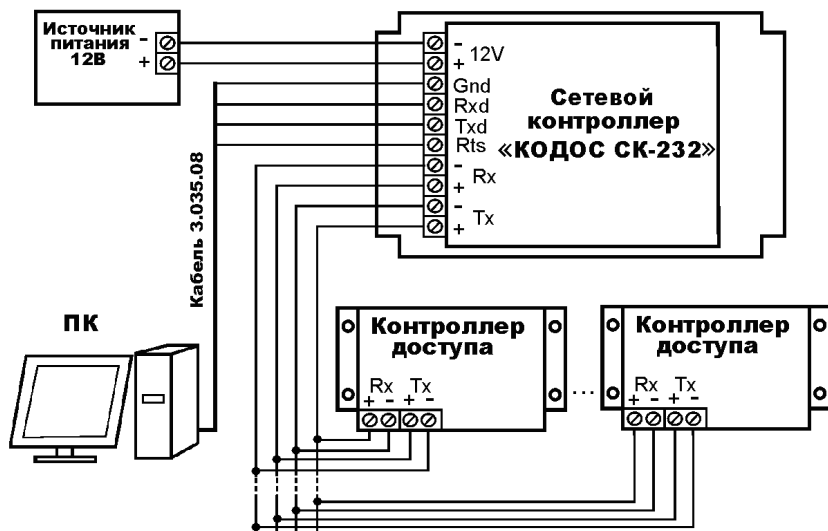 Источник
питания
12В
-
+
-
12V
+
Gnd
Rxd
Txd
Rts
-
Rx
+
-
Tx
+
Сетевой
контроллер
«КОДОС СК-232»
Кабель 3.035.08
ПК
Контроллер
доступа
Rx Tx
+ - + -
...
Контроллер
доступа
Rx Tx
+ - + -